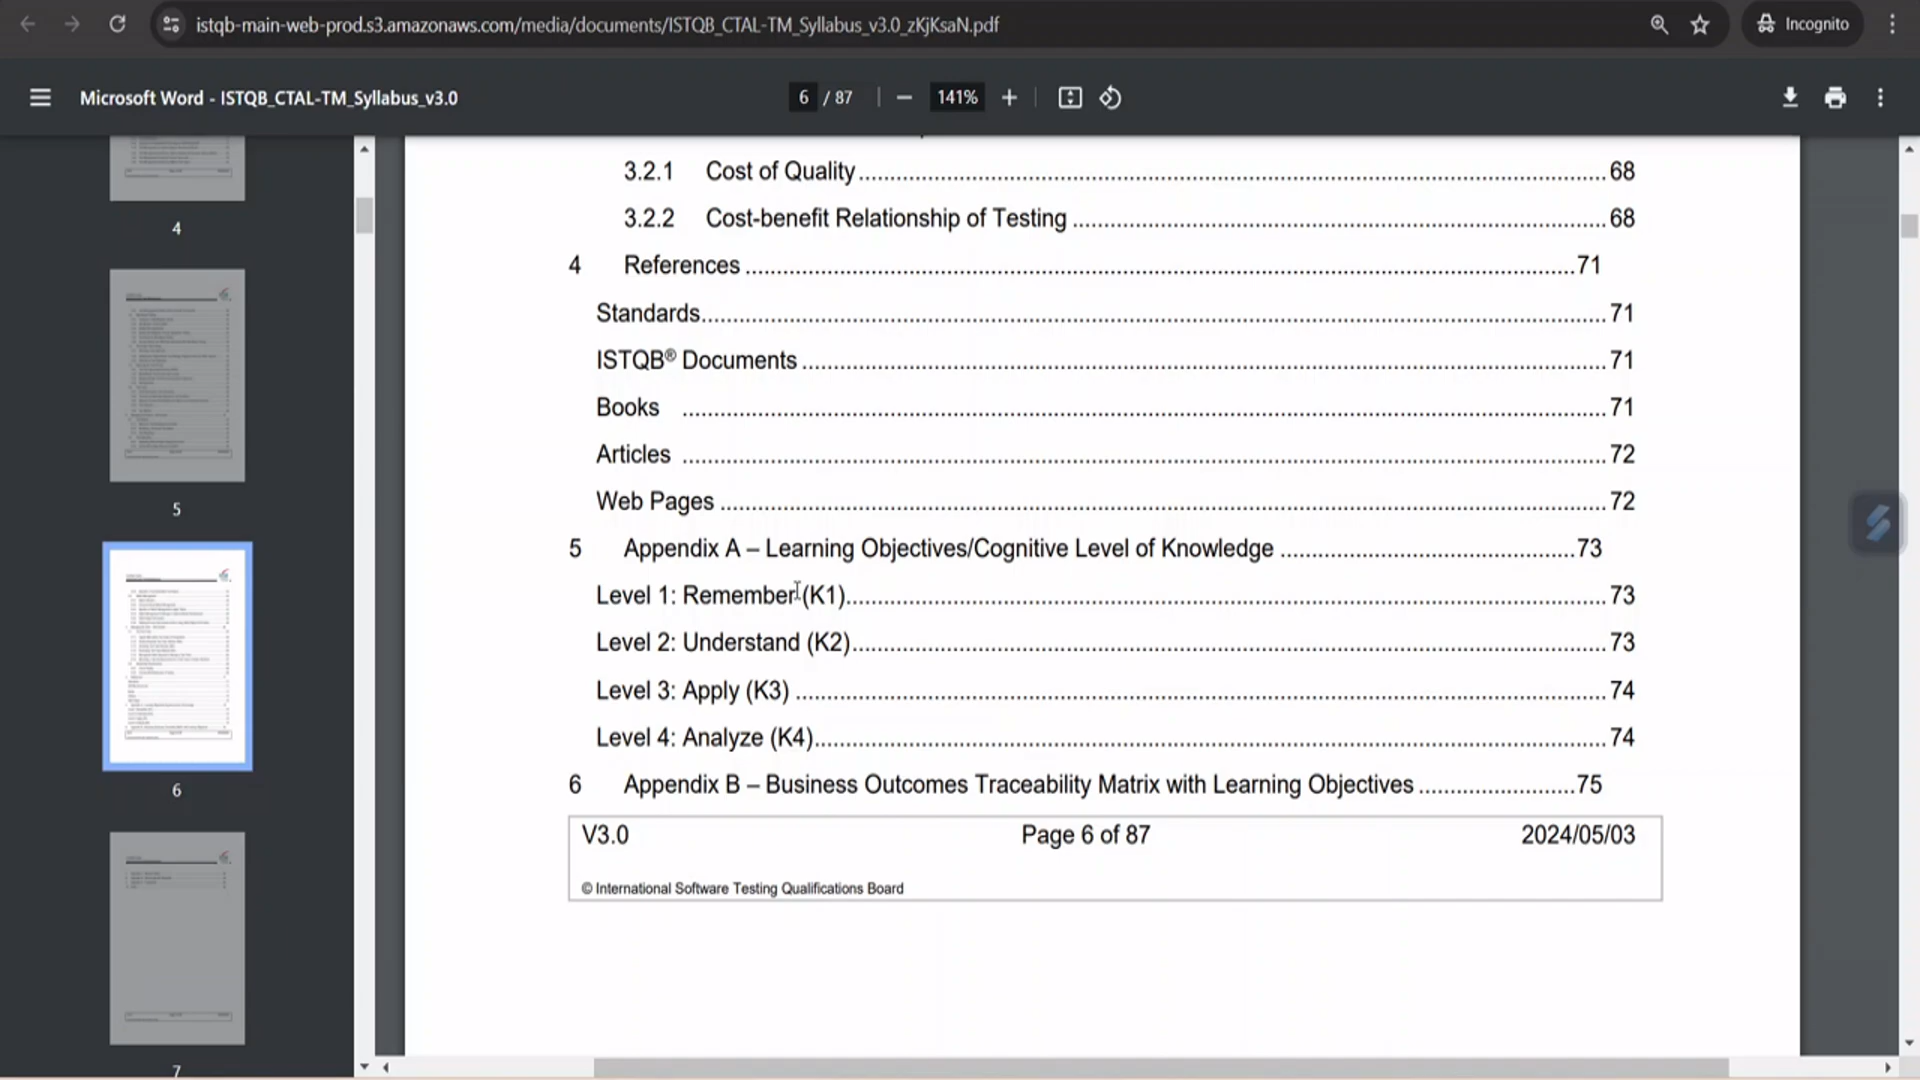 istqb-main-web-prod.s3.amazonaws.com/media/documents/ISTQB_CTAL-TM_Syllabus_v3.0_zKjKsaN.pdf
Incognito
Microsoft Word - ISTQB_CTAL-TM_Syllabus_v3.0
6 / 87
141%
4
5
6
7
3.2.1 Cost of Quality 68
3.2.2 Cost-benefit Relationship of Testing 68
4 References 71
Standards 71
ISTQB® Documents 71
Books 71
Articles 72
Web Pages 72
5 Appendix A – Learning Objectives/Cognitive Level of Knowledge 73
Level 1: Remember (K1) 73
Level 2: Understand (K2) 73
Level 3: Apply (K3) 74
Level 4: Analyze (K4) 74
6 Appendix B – Business Outcomes Traceability Matrix with Learning Objectives 75
V3.0 Page 6 of 87 2024/05/03
© International Software Testing Qualifications Board